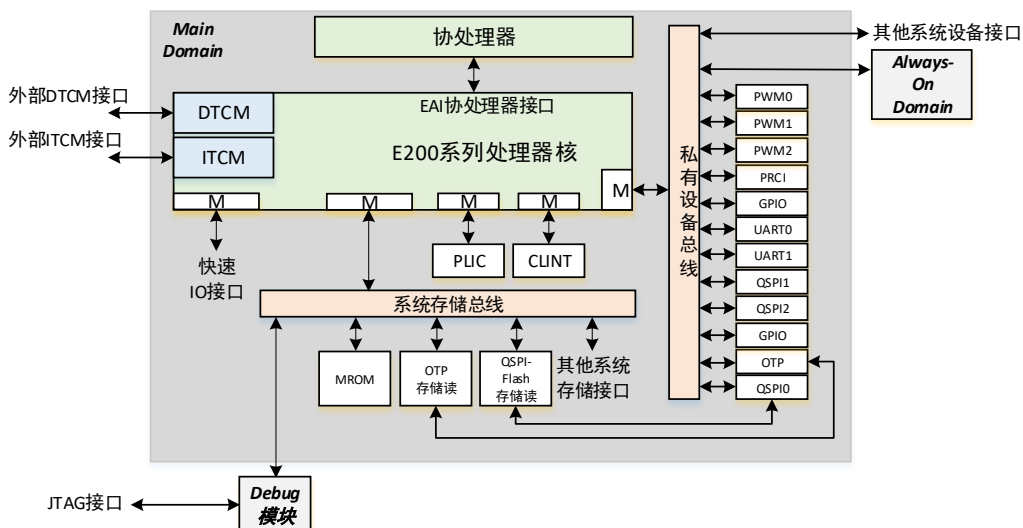 Main
Domain
协处理器
其他系统设备接口
Always-
On
Domain
外部DTCM接口
DTCM
EAI协处理器接口
外部ITCM接口
ITCM
E200系列处理器核
M
M
M
M
M
私有设备总线
PWM0
PWM1
PWM2
PRCI
GPIO
UART0
UART1
QSPI1
QSPI2
GPIO
OTP
QSPI0
快速
IO接口
PLIC
CLINT
系统存储总线
MROM
OTP
存储读
QSPI-
Flash
存储读
其他系统
存储接口
JTAG接口
Debug
模块